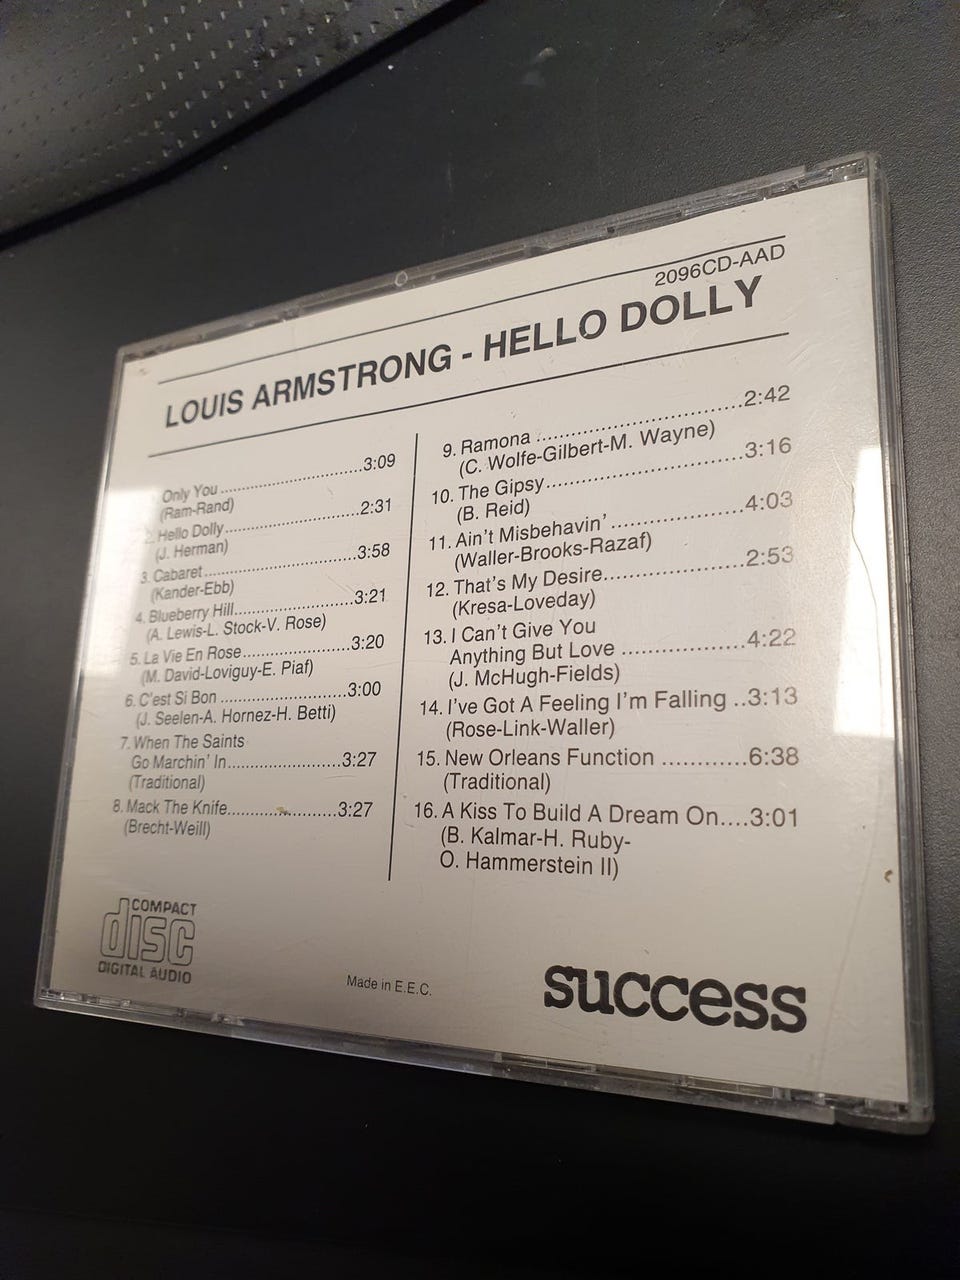 2096CD-AAD
LOUIS ARMSTRONG - HELLO DOLLY
Only You ........................3:09
(Ram-Rand)
Hello Dolly........................2:31
(J. Herman)
3. Cabaret...........................3:58
(Kander-Ebb)
4. Blueberry Hill.....................3:21
(A. Lewis-L. Stock-V. Rose)
5. La Vie En Rose.....................3:20
(M. David-Loviguy-E. Piaf)
6. C'est Si Bon .....................3:00
(J. Seelen-A. Hornez-H. Betti)
7. When The Saints
Go Marchin' In.......................3:27
(Traditional)
8. Mack The Knife......................3:27
(Brecht-Weill)
9. Ramona ..............................2:42
(C. Wolfe-Gilbert-M. Wayne)
10. The Gipsy.............................3:16
(B. Reid)
11. Ain't Misbehavin' ....................4:03
(Waller-Brooks-Razaf)
12. That's My Desire.....................2:53
(Kresa-Loveday)
13. I Can't Give You
Anything But Love ..................4:22
(J. McHugh-Fields)
14. I've Got A Feeling I'm Falling ..3:13
(Rose-Link-Waller)
15. New Orleans Function ............6:38
(Traditional)
16. A Kiss To Build A Dream On....3:01
(B. Kalmar-H. Ruby-
O. Hammerstein II)
COMPACT
disc
DIGITAL AUDIO
Made in E.E.C.
success